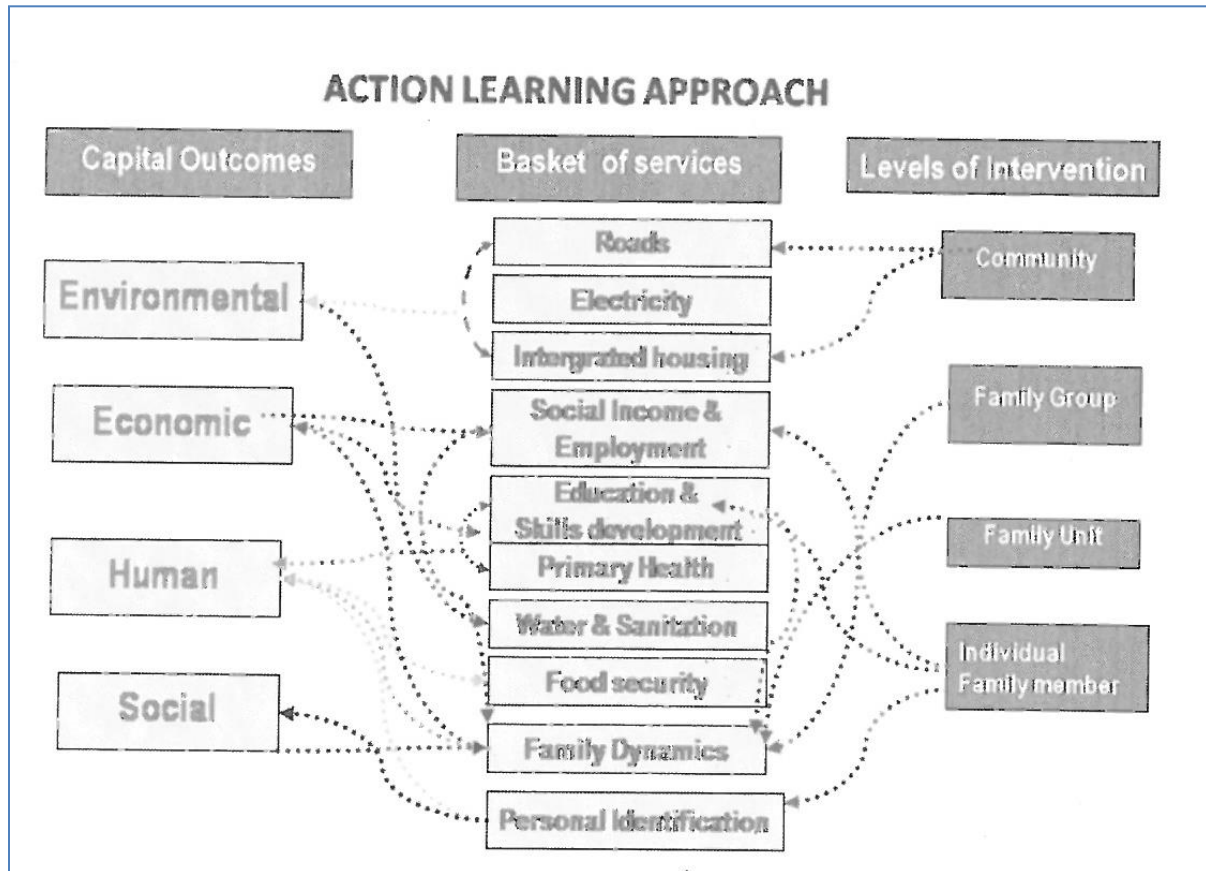 ACTION LEARNING APPROACH
Capital Outcomes
Basket of services
Levels of Intervention
Environmental
Economic
Human
Social
Roads
Electricity
Intergrated housing
Social Income &
Employment
Education &
Skills development
Primary Health
Water & Sanitation
Food security
Family Dynamics
Personal Identification
Community
Family Group
Family Unit
Individual
Family member